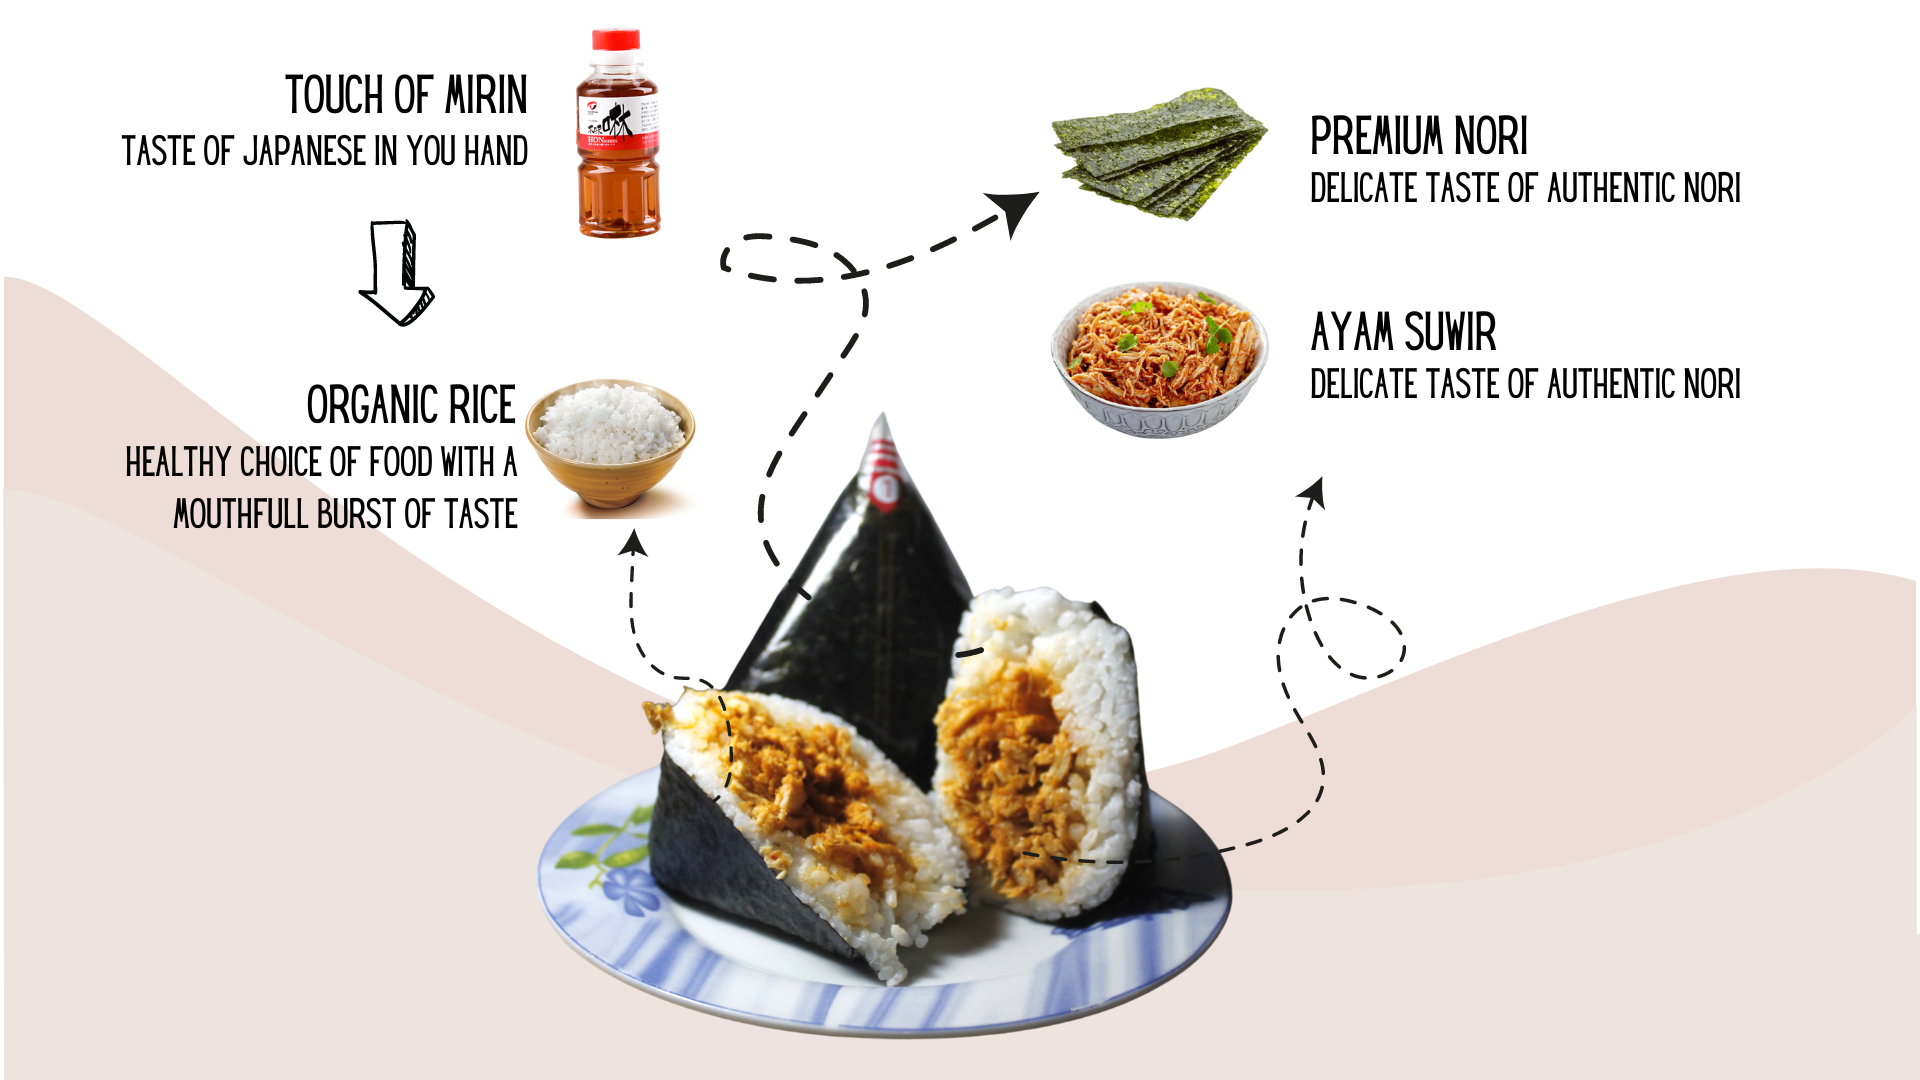 TOUCH OF MIRIN
TASTE OF JAPANESE IN YOU HAND
ORGANIC RICE
HEALTHY CHOICE OF FOOD WITH A
MOUTHFULL BURST OF TASTE
PREMIUM NORI
DELICATE TASTE OF AUTHENTIC NORI
AYAM SUWIR
DELICATE TASTE OF AUTHENTIC NORI